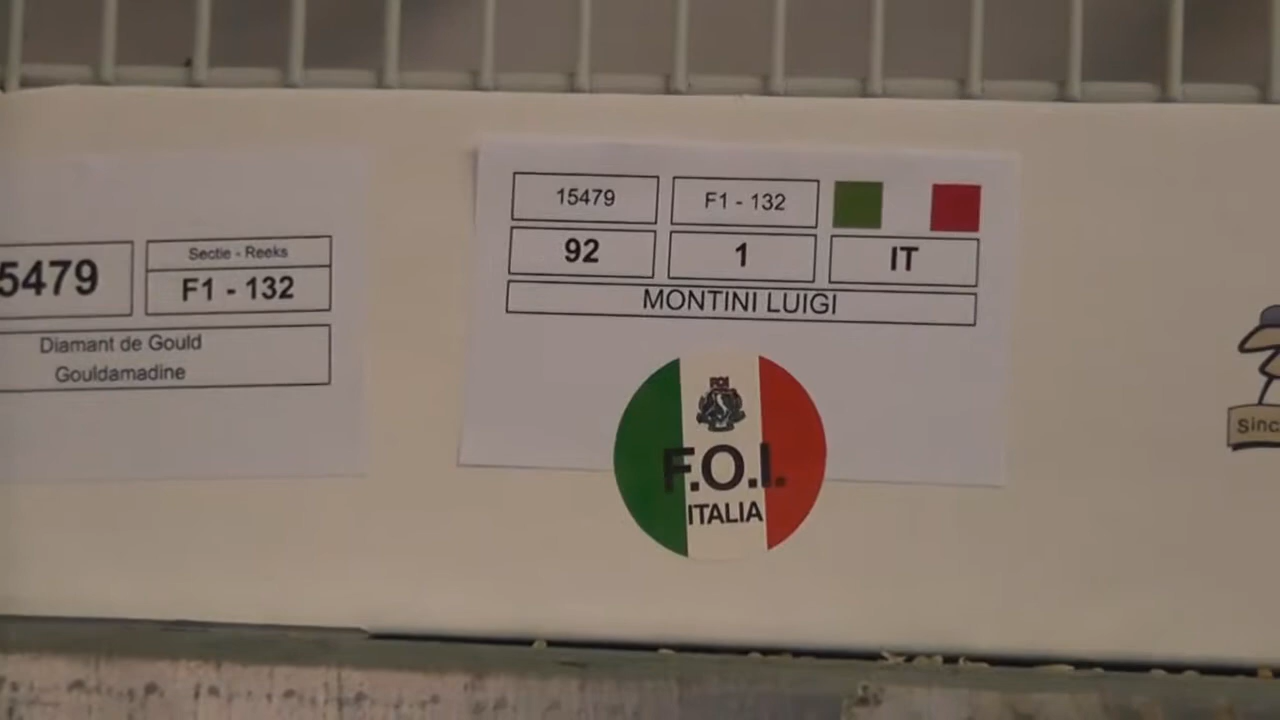 5479
Sectie - Reeks
F1 - 132
Diamant de Gould
Gouldamadine
15479
F1 - 132
92
1
IT
MONTINI LUIGI
FOI
F.O.I.
ITALIA
Sinc